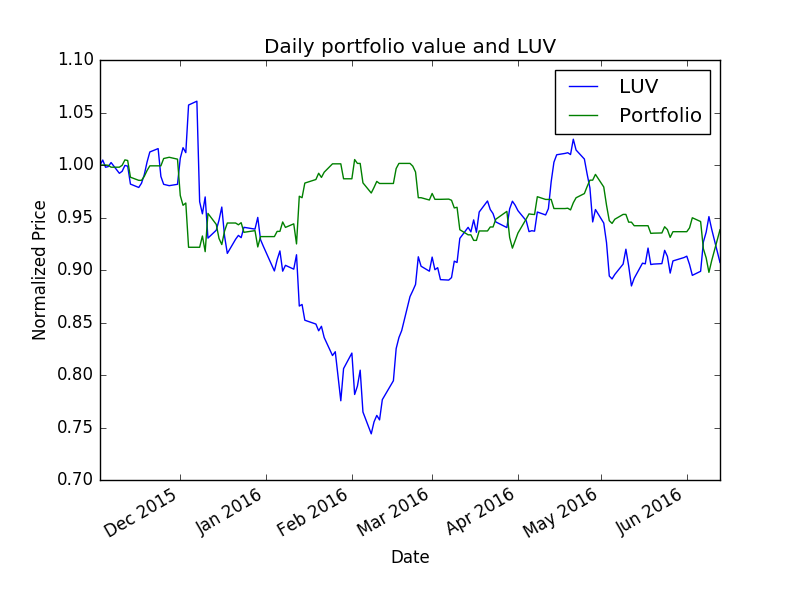 Daily portfolio value and LUV
1.10
1.05
1.00
0.95
0.90
0.85
0.80
0.75
0.70
Normalized Price
LUV
Portfolio
Dec 2015
Jan 2016
Feb 2016
Mar 2016
Apr 2016
May 2016
Jun 2016
Date